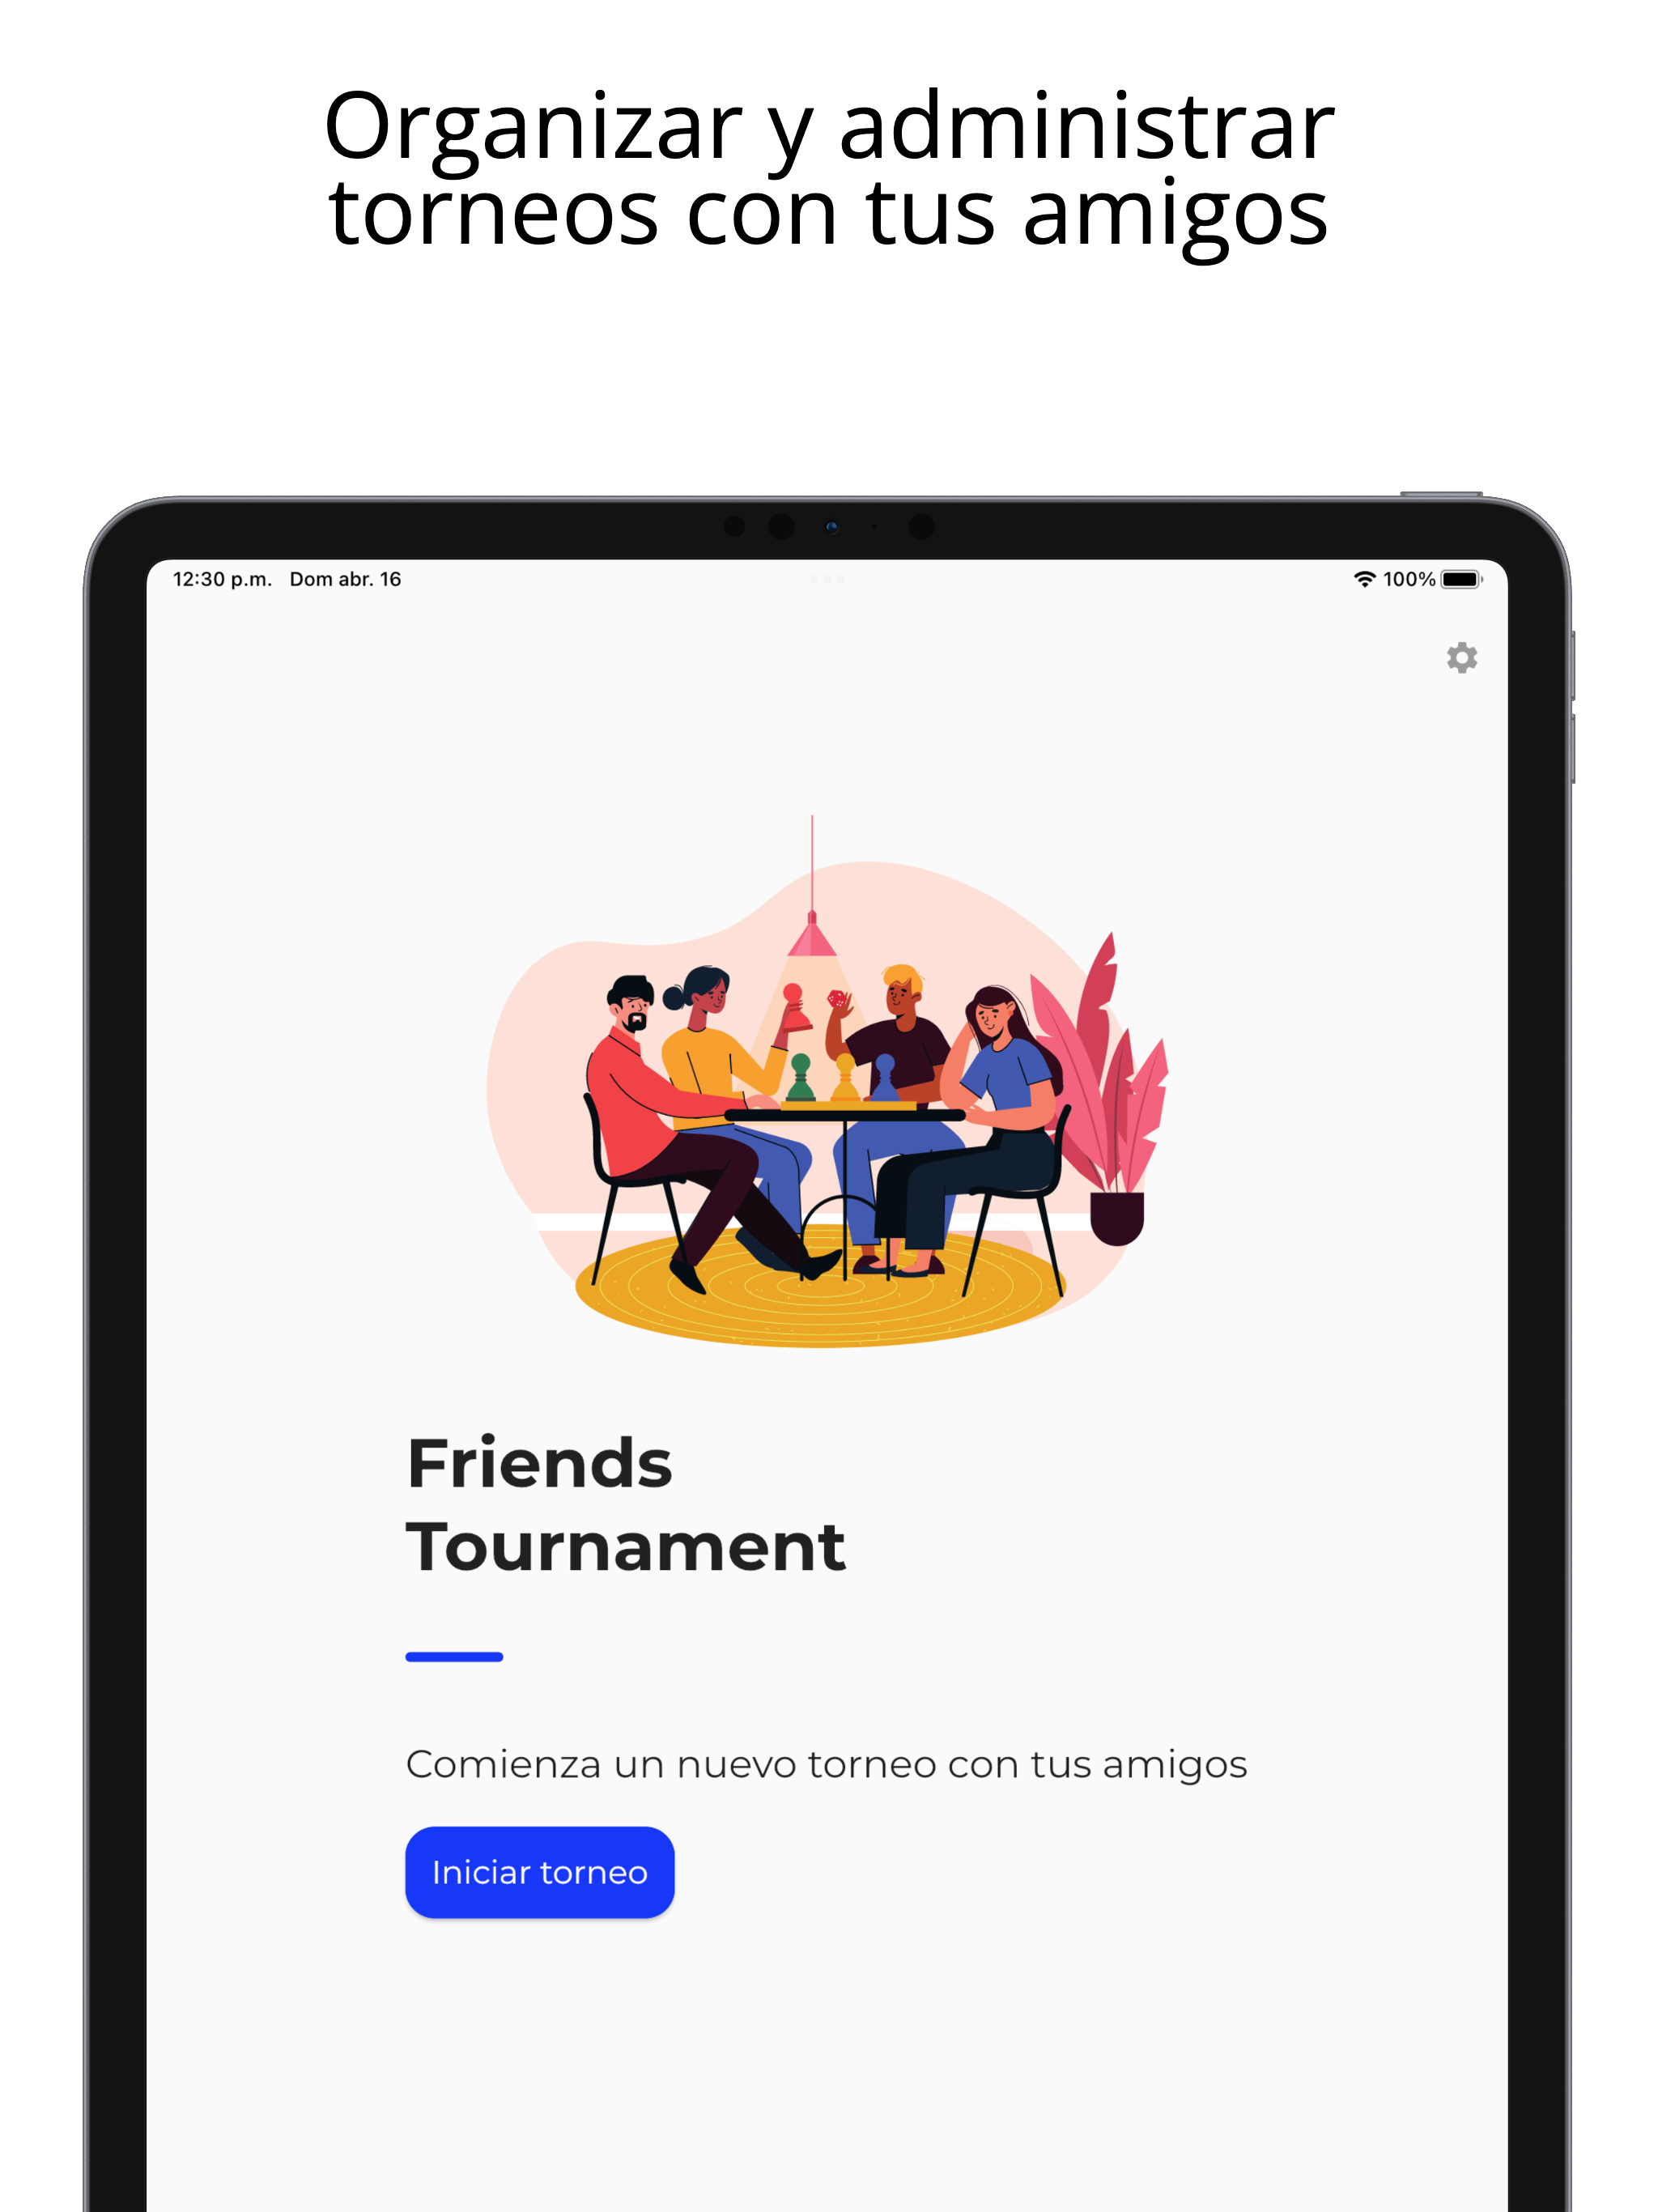 Organizar y administrar
torneos con tus amigos
12:30 p.m. Dom abr. 16
100%
Friends
Tournament
Comienza un nuevo torneo con tus amigos
Iniciar torneo